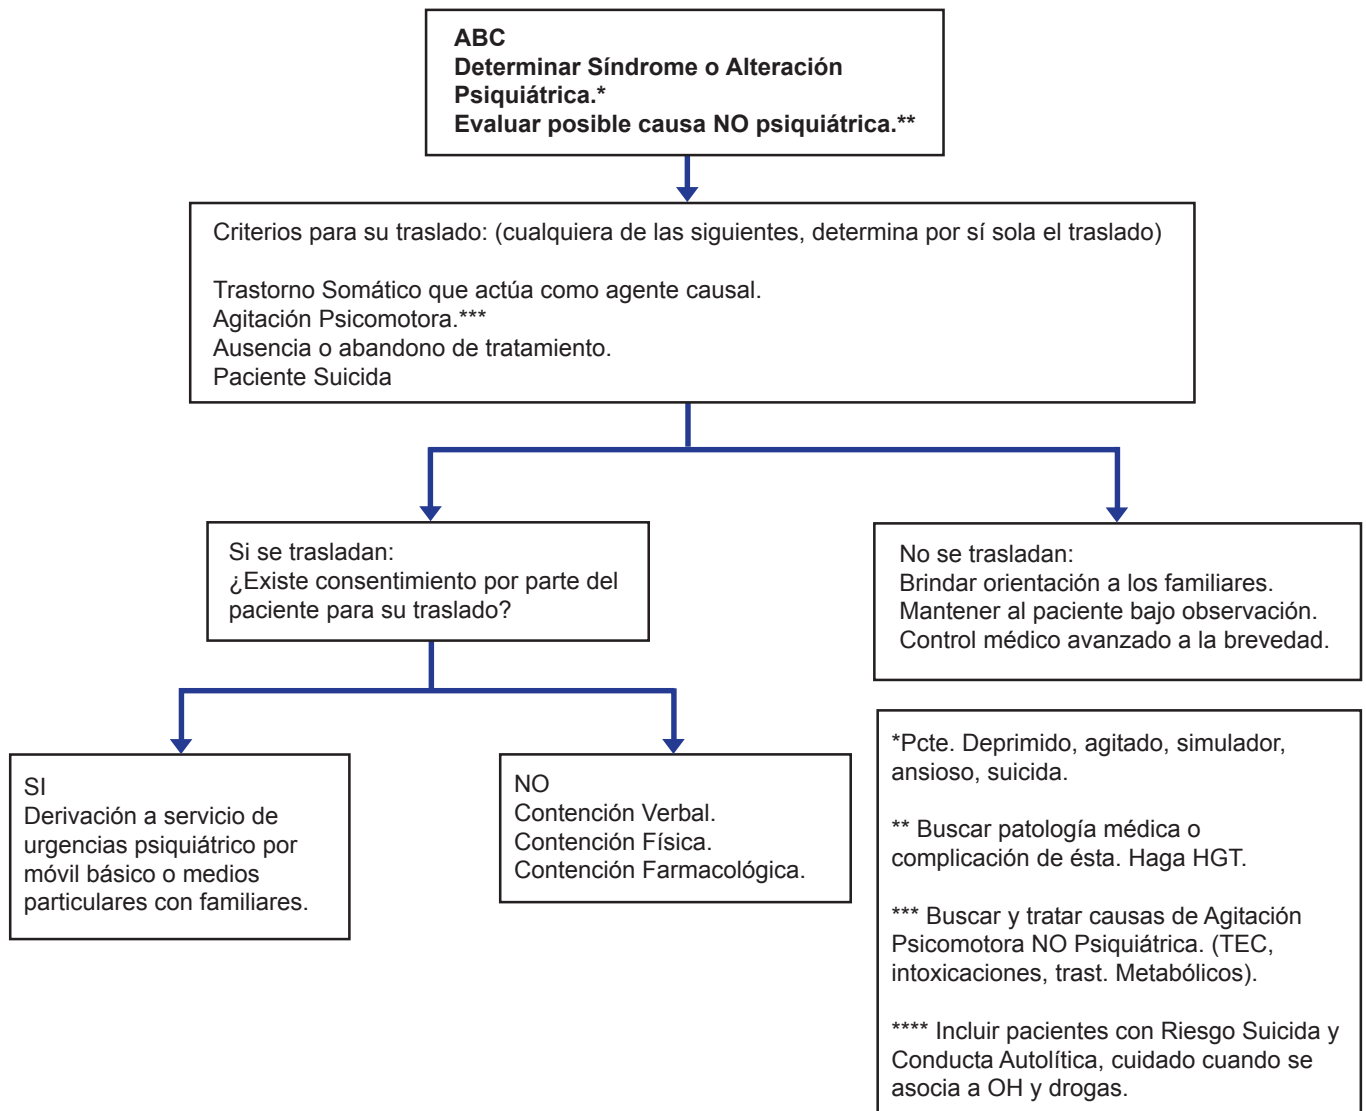 ABC
Determinar Síndrome o Alteración
Psiquiátrica.*
Evaluar posible causa NO psiquiátrica.**
Criterios para su traslado: (cualquiera de las siguientes, determina por sí sola el traslado)
Trastorno Somático que actúa como agente causal.
Agitación Psicomotora.***
Ausencia o abandono de tratamiento.
Paciente Suicida
Si se trasladan:
¿Existe consentimiento por parte del
paciente para su traslado?
No se trasladan:
Brindar orientación a los familiares.
Mantener al paciente bajo observación.
Control médico avanzado a la brevedad.
SI
Derivación a servicio de
urgencias psiquiátrico por
móvil básico o medios
particulares con familiares.
NO
Contención Verbal.
Contención Física.
Contención Farmacológica.
*Pcte. Deprimido, agitado, simulador,
ansioso, suicida.
** Buscar patología médica o
complicación de ésta. Haga HGT.
*** Buscar y tratar causas de Agitación
Psicomotora NO Psiquiátrica. (TEC,
intoxicaciones, trast. Metabólicos).
**** Incluir pacientes con Riesgo Suicida y
Conducta Autolítica, cuidado cuando se
asocia a OH y drogas.